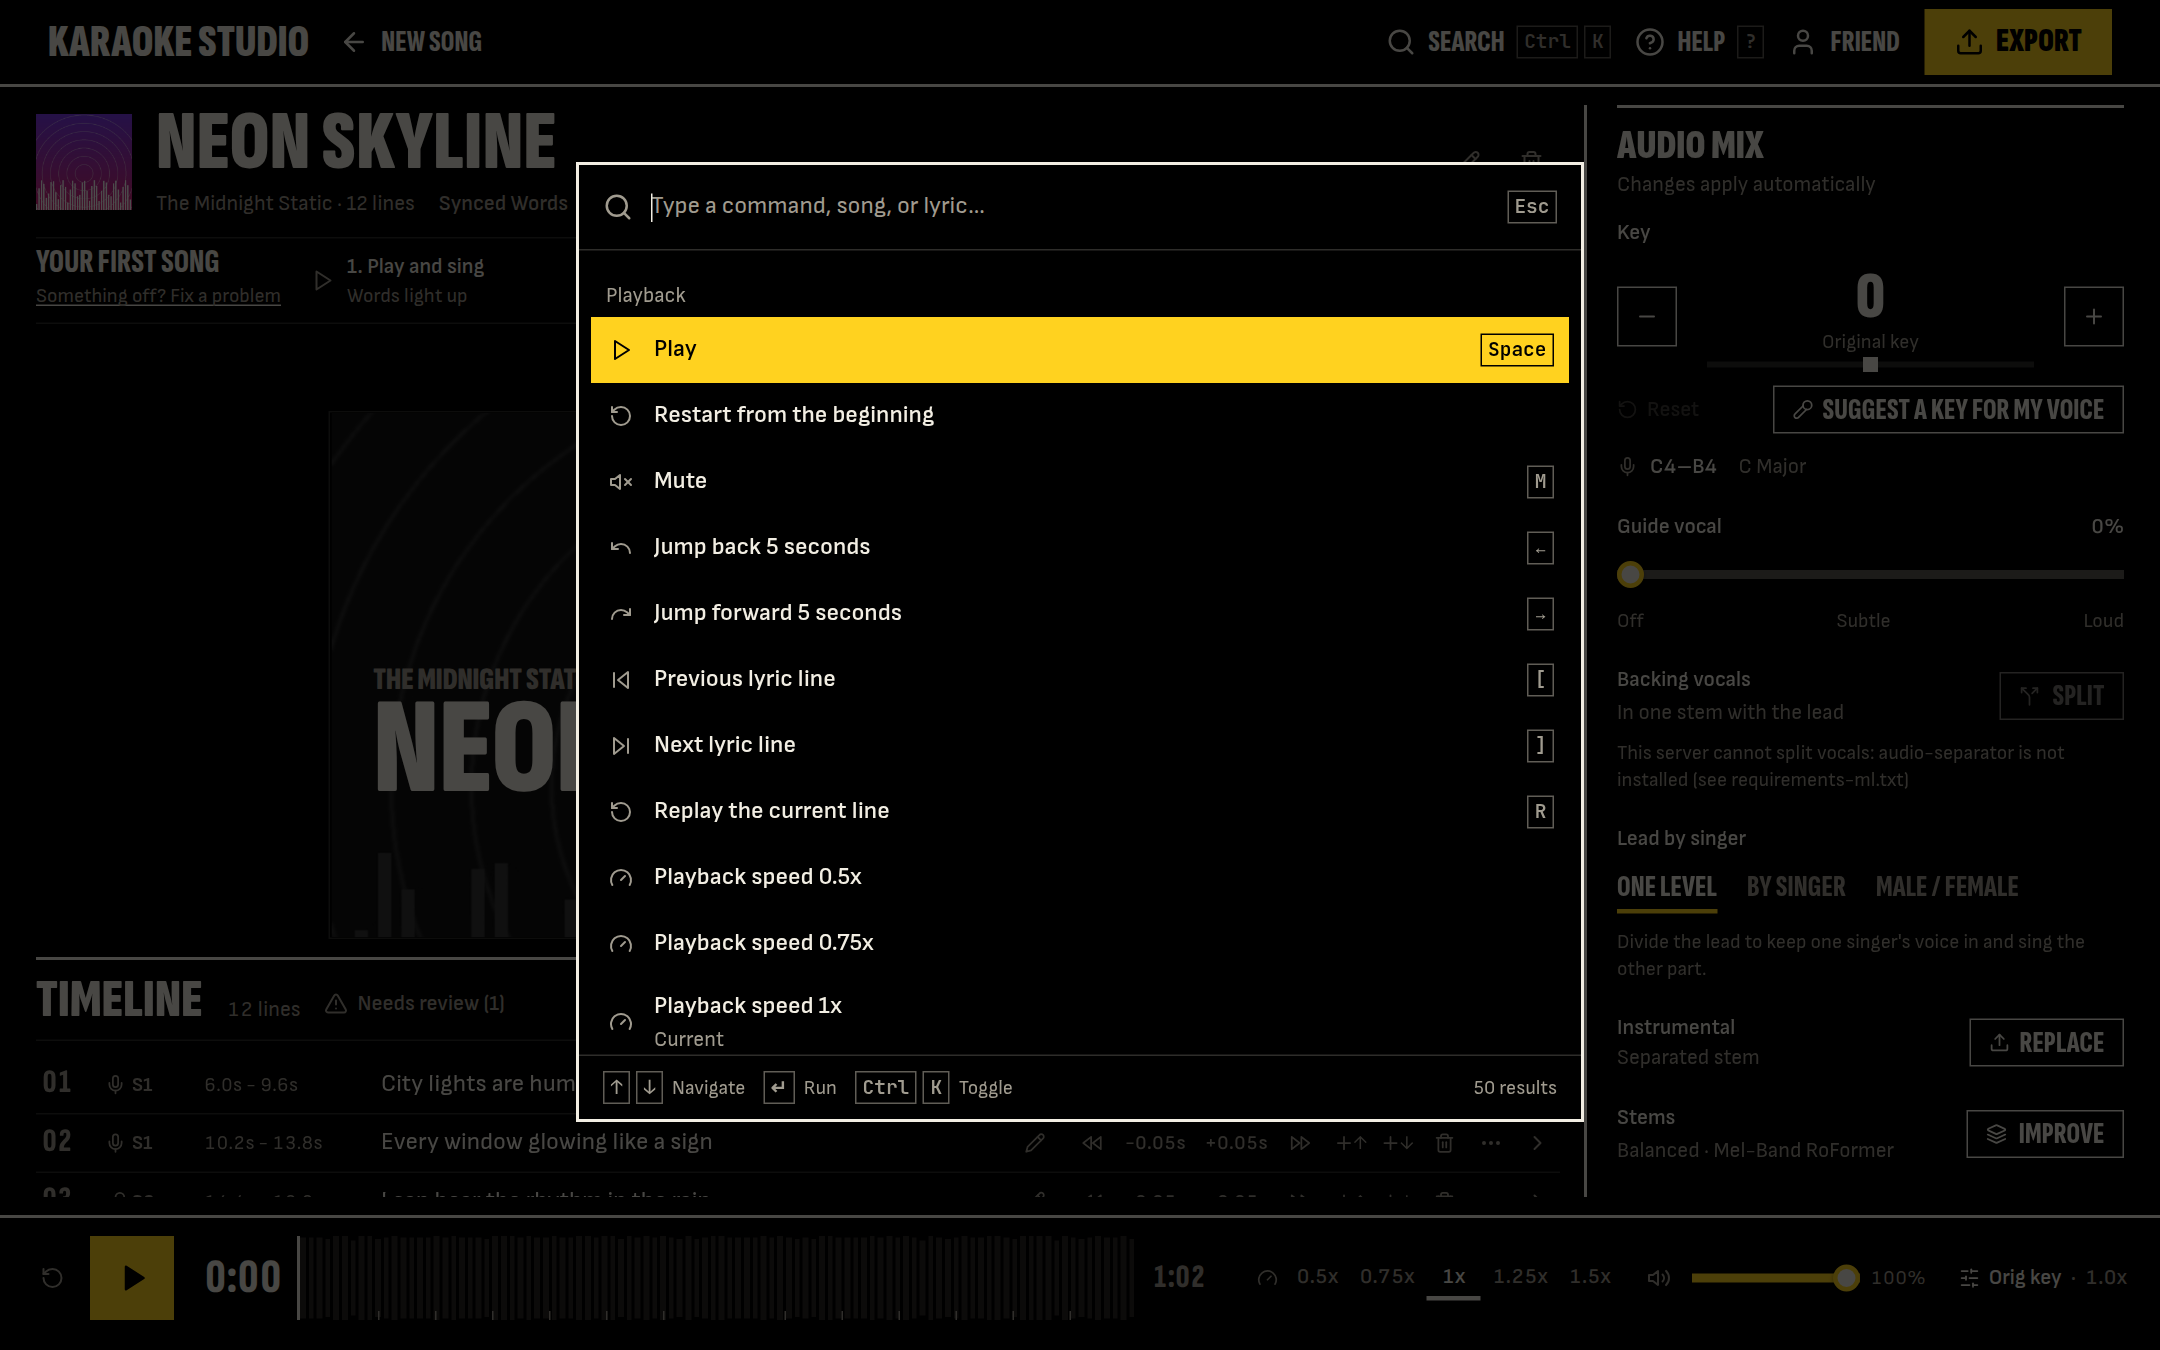 KARAOKE STUDIO
NEW SONG
SEARCH Ctrl K
HELP ?
FRIEND
EXPORT
NEON SKYLINE
The Midnight Static · 12 lines Synced Words
YOUR FIRST SONG
Something off? Fix a problem
1. Play and sing
Words light up
THE MIDNIGHT STAT
NEO
Type a command, song, or lyric...
Esc
Playback
Play Space
Restart from the beginning
Mute M
Jump back 5 seconds ←
Jump forward 5 seconds →
Previous lyric line [
Next lyric line ]
Replay the current line R
Playback speed 0.5x
Playback speed 0.75x
Playback speed 1x
Current
↑ ↓ Navigate ↵ Run Ctrl K Toggle 50 results
AUDIO MIX
Changes apply automatically
Key
− 0 +
Original key
Reset
SUGGEST A KEY FOR MY VOICE
C4–B4 C Major
Guide vocal 0%
Off Subtle Loud
Backing vocals
In one stem with the lead
SPLIT
This server cannot split vocals: audio-separator is not
installed (see requirements-ml.txt)
Lead by singer
ONE LEVEL BY SINGER MALE / FEMALE
Divide the lead to keep one singer's voice in and sing the
other part.
Instrumental
Separated stem
REPLACE
Stems
Balanced · Mel-Band RoFormer
IMPROVE
TIMELINE 12 lines Needs review (1)
01 S1 6.0s – 9.6s City lights are hum
02 S1 10.2s – 13.8s Every window glowing like a sign -0.05s +0.05s
0:00 1:02 0.5x 0.75x 1x 1.25x 1.5x 100% Orig key · 1.0x